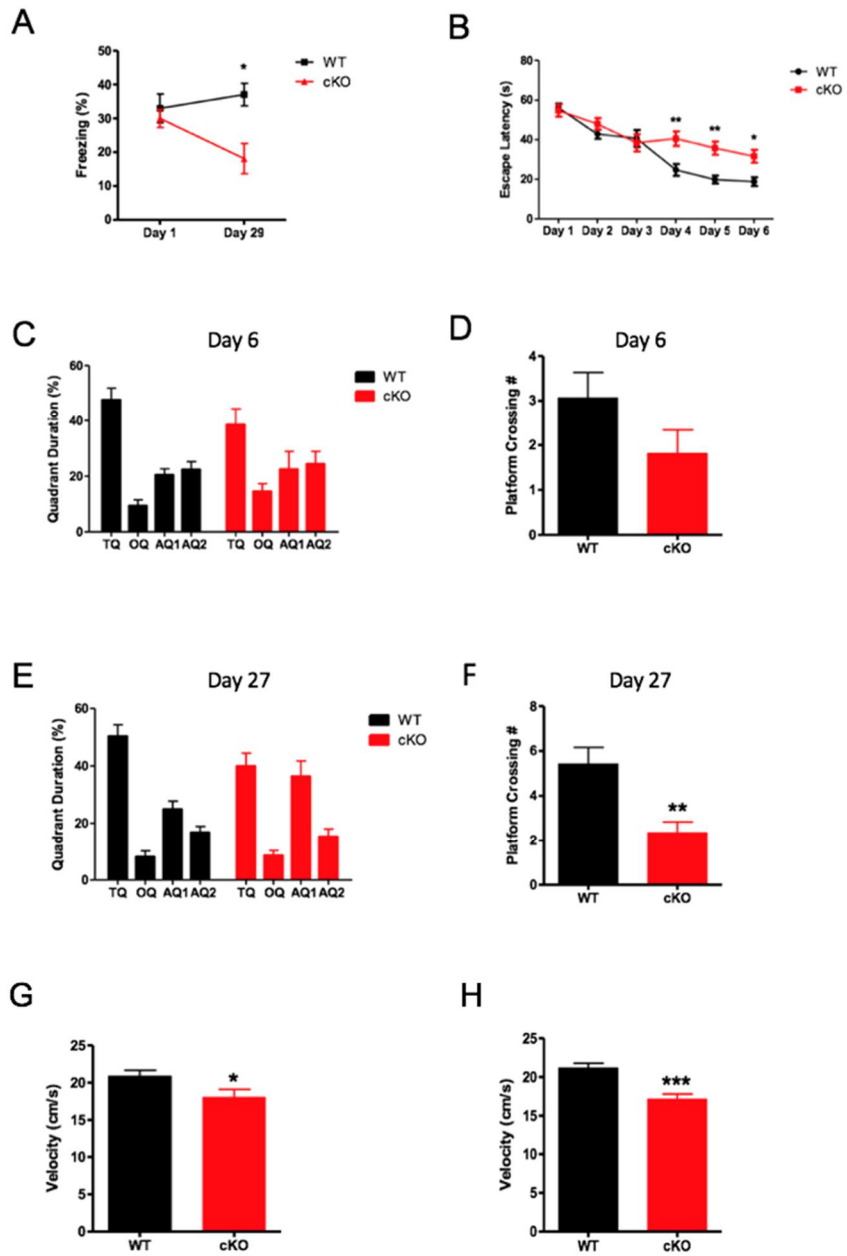 A
WT
cKO
*
Freezing (%)
50
40
30
20
10
0
Day 1
Day 29
B
WT
cKO
Escape Latency (s)
80
60
40
20
0
**
**
*
Day 1
Day 2
Day 3
Day 4
Day 5
Day 6
C
Day 6
WT
cKO
Quadrant Duration (%)
60
40
20
0
TQ
OQ
AQ1
AQ2
TQ
OQ
AQ1
AQ2
D
Day 6
Platform Crossing #
4
3
2
1
0
WT
cKO
E
Day 27
WT
cKO
Quadrant Duration (%)
60
40
20
0
TQ
OQ
AQ1
AQ2
TQ
OQ
AQ1
AQ2
F
Day 27
Platform Crossing #
8
6
4
2
0
**
WT
cKO
G
Velocity (cm/s)
25
20
15
10
5
0
*
WT
cKO
H
Velocity (cm/s)
25
20
15
10
5
0
***
WT
cKO